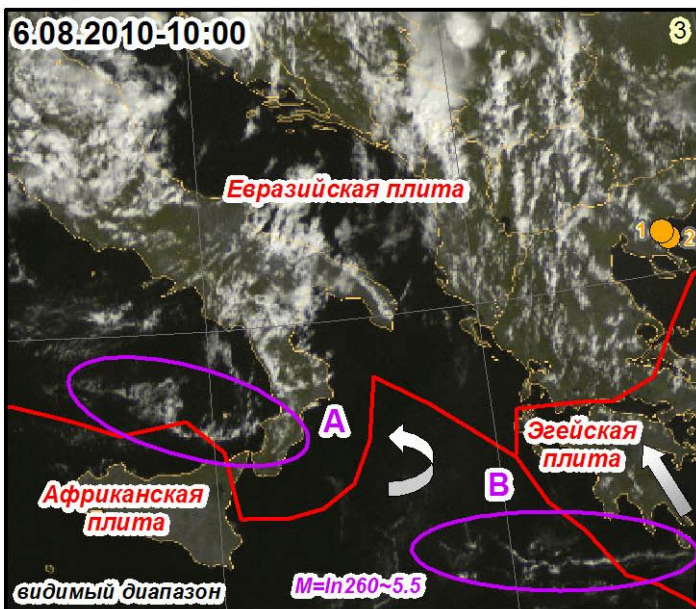 6.08.2010-10:00
3
Евразийская плита
1
2
A
Эгейская
плита
B
Африканская
плита
видимый диапазон
M=ln260~5.5